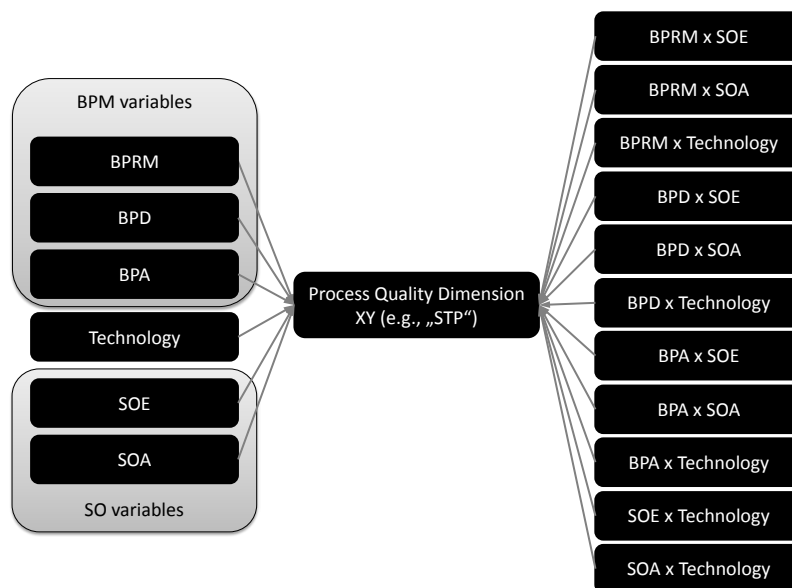 BPM variables
BPRM
BPD
BPA
Technology
SOE
SOA
SO variables
Process Quality Dimension
XY (e.g., „STP“)
BPRM x SOE
BPRM x SOA
BPRM x Technology
BPD x SOE
BPD x SOA
BPD x Technology
BPA x SOE
BPA x SOA
BPA x Technology
SOE x Technology
SOA x Technology